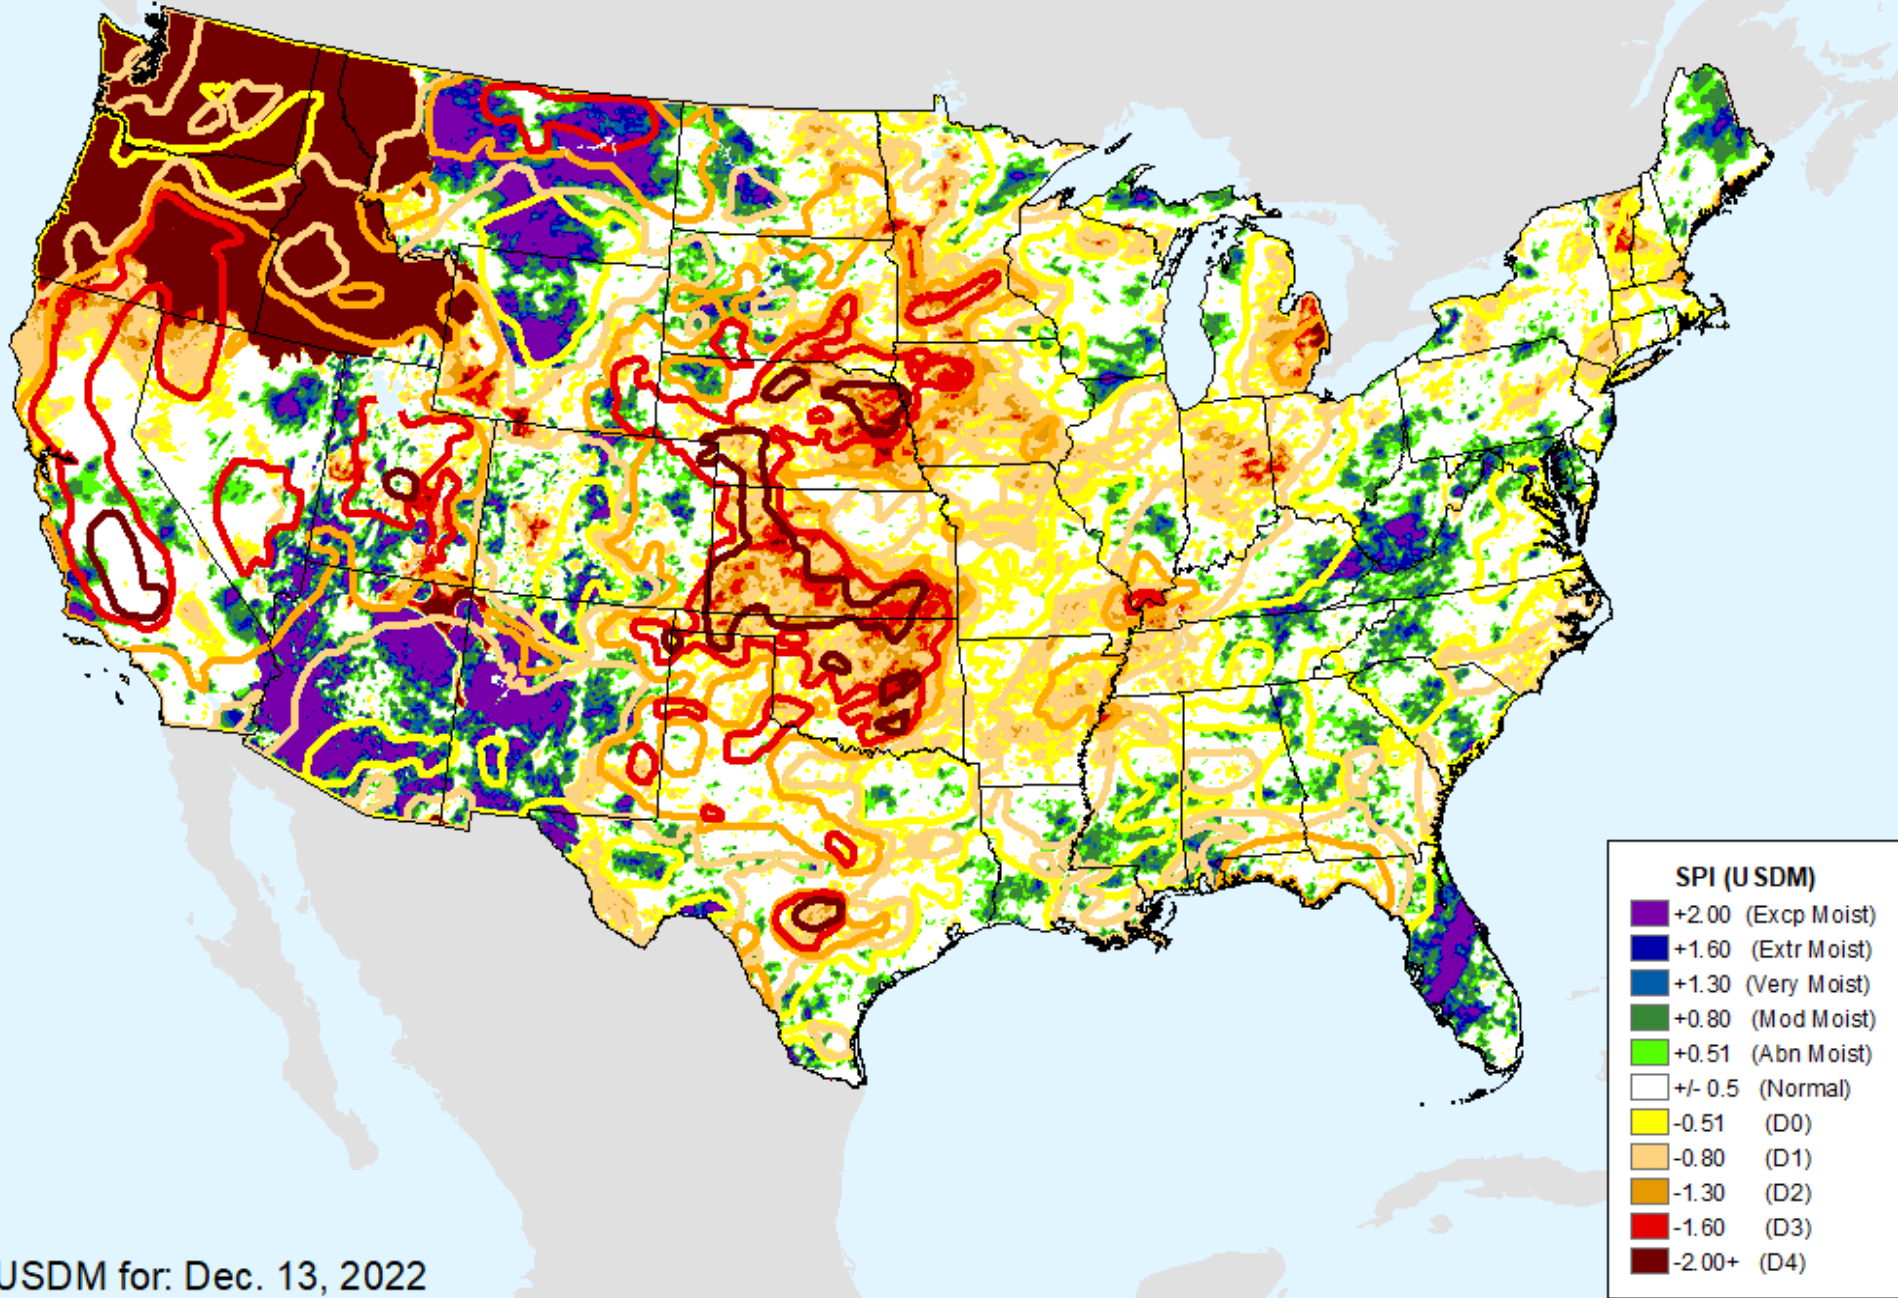 SPI (USDM)
+2.00 (Excp Moist)
+1.60 (Extr Moist)
+1.30 (Very Moist)
+0.80 (Mod Moist)
+0.51 (Abn Moist)
+/- 0.5 (Normal)
-0.51 (D0)
-0.80 (D1)
-1.30 (D2)
-1.60 (D3)
-2.00+ (D4)
USDM for: Dec. 13, 2022